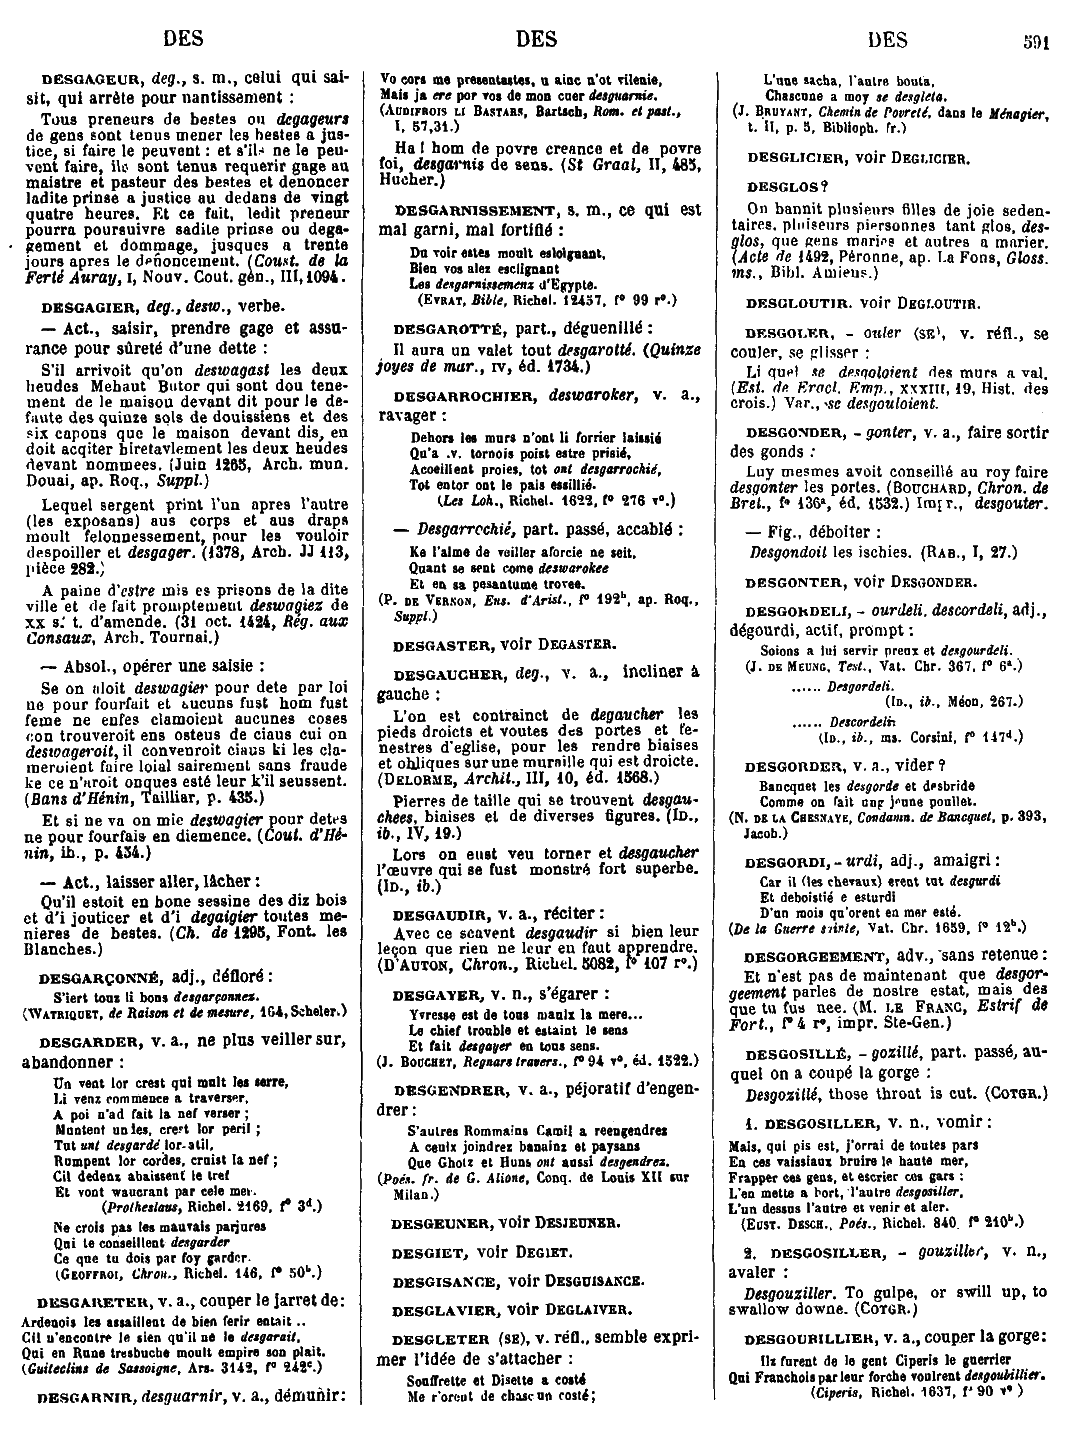 DES
DES
DES
591
DESGAGEUR, deg., s. m., celui qui sai-
sit, qui arrête pour nantissement :
Tous preneurs de bestes ou degageurs
de gens sont tenus mener les bestes a jus-
tice, si faire le peuvent : et s'ils ne le peu-
vent faire, ilz sont tenus requerir gage au
maistre et pasteur des bestes et denoncer
ladite prinse a justice au dedans de vingt
quatre heures. Et ce fait, ledit preneur
pourra poursuivre sadite prinse ou dega-
gement et dommage, jusques a trente
jours apres le denoncement. (Coust. de la
Ferté Auray, I, Nouv. Cout. gén., III, 1094.
DESGAGIER, deg., desw., verbe.
— Act., saisir, prendre gage et assu-
rance pour sûreté d'une dette :
S'il arrivoit qu'on deswagast les deux
heudes Mehaut Butor qui sont dou tene-
ment de le maisou devant dit pour le de-
faute des quinze sols de douissiens et des
six capons que le maison devant dis, en
doit acqiter hiretavlement les deux heudes
devant nommees. (Juin 1265, Arch. mun.
Douai, ap. Roq., Suppl.)
Lequel sergent print l'un apres l'autre
(les exposans) aus corps et aus draps
moult felonnessement, pour les vouloir
despoiller et desgager. (1378, Arch. JJ 113,
pièce 282.)
A paine d'estre mis es prisons de la dite
ville et de fait promptement deswagiez de
xx s. t. d'amende. (31 oct. 1424, Reg. aux
Consaux, Arch. Tournai.)
— Absol., opérer une saisie :
Se on aloit deswagier pour dete par loi
ne pour fourfait et aucuns fust hom fust
feme ne enfes clamoient aucunes coses
con trouveroit ens osteus de ciaus cui on
deswageroit, il convenroit ciaus ki les cla-
meroient faire loial sairement sans fraude
ke ce n'aroit onques esté leur k'il seussent.
(Bans d'Hénin, Tailliar, p. 435.)
Et si ne va on mie deswagier pour detes
ne pour fourfais en diemence. (Cout. d'Hé-
nin, ib., p. 454.)
— Act., laisser aller, lâcher :
Qu'il estoit en bone sessine des diz bois
et d'i jouticer et d'i degaigier toutes me-
nieres de bestes. (Ch. de 1295, Font. les
Blanches.)
DESGARÇONNÉ, adj., défloré :
S'iert touz li bons desgarçonnez.
(WATRIQUET, de Raison et de mesure, 164, Scheler.)
DESGARDER, v. a., ne plus veiller sur,
abandonner :
Un vent lor crest qui mult les serre,
Li venz commence a traverser,
A poi n'ad fait la nef verser ;
Muntent undes, crest lor peril ;
Tut unt desgardé lor atil,
Rumpent lor cordes, cruist la nef ;
Cil dedenz abaissent le tref
Et vont waucrant par cele mer.
(Protheslaus, Richel. 2169, f° 3d.)
Ne crois pas les mauvais parjures
Qui te conseillent desgarder
Ce que tu dois par foy garder.
(GEOFFROI, Chron., Richel. 146, f° 50b.)
DESGARETER, v. a., couper le jarret de :
Ardenois les assaillent de bien ferir entait ..
Cil n'encontre le sien qu'il ne le desgarait,
Qui en Rune tresbuche moult empire son plait.
(Guiteclins de Sassoigne, Ars. 3142, f° 242c.)
DESGARNIR, desguarnir, v. a., démunir:
Vo cors me presentastes, u ainc n'ot vilenie,
Mais ja ere por vos de mon cuer desguarnie.
(AUDIFROIS LI BASTARS, Bartsch, Rom. et past.,
I, 57,31.)
Ha ! hom de povre creance et de povre
foi, desgarnis de sens. (St Graal, II, 485,
Hucher.)
DESGARNISSEMENT, s. m., ce qui est
mal garni, mal fortifié :
Du voir estes moult esloignant,
Bien vos alez esclignant
Les desgarnissemenz d'Egypte.
(EVRAT, Bible, Richel. 12457, f° 99 r°.)
DESGAROTTÉ, part., déguenillé :
Il aura un valet tout desgarotté. (Quinze
joyes de mar., IV, éd. 1734.)
DESGARROCHIER, deswaroker, v. a.,
ravager :
Dehors les murs n'ont li forrier laissié
Qu'a .v. tornois poist estre prisié,
Acoeillent proies, tot ont desgarrochié,
Tot entor ont le pais essillié.
(Les Loh., Richel. 1622, f° 276 v°.)
— Desgarrochié, part. passé, accablé :
Ke l'alme de veiller aforcie ne seit,
Quant se sent come deswarokee
Et en sa pesantume trovee.
(P. DE VERNON, Ens. d'Arist., f° 192b, ap. Roq.,
Suppl.)
DESGASTER, voir DEGASTER.
DESGAUCHER, deg., v. a., incliner à
gauche :
L'on est contrainct de degaucher les
pieds droicts et voutes des portes et fe-
nestres d'eglise, pour les rendre biaises
et obliques sur une muraille qui est droicte.
(DELORME, Archit., III, 10, éd. 1568.)
Pierres de taille qui se trouvent desgau-
chees, biaises et de diverses figures. (ID.,
ib., IV, 19.)
Lors on eust veu torner et desgaucher
l'œuvre qui se fust monstré fort superbe.
(ID., ib.)
DESGAUDIR, v. a., réciter :
Avec ce scavent desgaudir si bien leur
leçon que rien ne leur en faut apprendre.
(D'AUTON, Chron., Richel. 5082, f° 107 r°.)
DESGAYER, v. n., s'égarer :
Yvresse est de tous maulx la mere...
Le chief trouble et estaint le sens
Et fait desgayer en tous sens.
(J. BOUCHET, Regnars travers., f° 94 v°, éd. 1522.)
DESGENDRER, v. a., péjoratif d'engen-
drer :
S'autres Rommains Camil a reengendrez
A ceulx joindrez banainz et paysans
Que Ghotz et Huns ont aussi desgendrez.
(Poés. fr. de G. Alione, Conq. de Louis XII sur
Milan.)
DESGEUNER, voir DESJEUNER.
DESGIET, voir DEGIET.
DESGISANCE, voir DESGUISANCE.
DESGLAVIER, voir DEGLAIVER.
DESGLETER (SE), v. réfl., semble expri-
mer l'idée de s'attacher :
Souffrette et Disette a costé
Me r'orcut de chascun costé;
L'une sacha, l'autre bouta,
Chascune a moy se desgleta.
(J. BRUYANT, Chemin de Povreté, dans le Ménagier,
t. II, p. 5, Biblioph. fr.)
DESGLICIER, voir DEGLICIER.
DESGLOS?
On bannit plusieurs filles de joie seden-
taires, pluiseurs piersonnes tant glos, des-
glos, que gens mariés et autres a marier.
(Acte de 1492, Péronne, ap. La Fons, Gloss.
ms., Bibl. Amiens.)
DESGLOUTIR. voir DEGLOUTIR.
DESGOLER, - ouler (SE), v. réfl., se
couler, se glisser :
Li quel se desgoloient des murs a val.
(Est. de Eracl. Emp., XXXIII, 19, Hist. des
crois.) Var., se desgouloient.
DESGONDER, - gonter, v. a., faire sortir
des gonds :
Luy mesmes avoit conseillé au roy faire
desgonter les portes. (BOUCHARD, Chron. de
Bret., f° 136a, éd. 1532.) Impr., desgouter.
— Fig., déboiter :
Desgondoit les ischies. (RAB., I, 27.)
DESGONTER, voir DESGONDER.
DESGORDELI, - ourdeli, descordeli, adj.,
dégourdi, actif, prompt :
Soions a lui servir preux et desgourdeli.
(J. DE MEUNG, Test., Vat. Chr. 367, f° 6a.)
...... Desgordeli.
(ID., ib., Méon, 267.)
...... Descordelin
(ID., ib., ms. Corsini, f° 147d.)
DESGORDER, v. a., vider ?
Bancquet les desgorde et desbride
Comme on fait ung jeune poullet.
(N. DE LA CHESNAYE, Condamn. de Bancquet, p. 393,
Jacob.)
DESGORDI, - urdi, adj., amaigri :
Car il (les chevaux) erent tut desgurdi
Et deboistié e esturdi
D'un mois qu'orent en mer esté.
(De la Guerre sainte, Vat. Chr. 1659, f° 12b.)
DESGORGEEMENT, adv., sans retenue :
Et n'est pas de maintenant que desgor-
geement parles de nostre estat, mais des
que tu fus nee. (M. LE FRANC, Estrif de
Fort., f° 4 r°, impr. Ste-Gen.)
DESGOSILLÉ, - gozillé, part. passé, au-
quel on a coupé la gorge :
Desgozillé, those throat is cut. (COTGR.)
1. DESGOSILLER, v. n., vomir :
Mais, qui pis est, j'orrai de toutes pars
En ces vaissiaux bruire le haute mer,
Frapper ces gens, et escrier ces gars :
L'en mette a bort, l'autre desgosiller,
L'un dessus l'autre et venir et aler.
(EUST. DESCH., Poés., Richel. 840, f° 210b.)
2. DESGOSILLER, - gouziller, v. n.,
avaler :
Desgouziller. To gulpe, or swill up, to
swallow downe. (COTGR.)
DESGOUBILLIER, v. a., couper la gorge:
Ilz furent de le gent Ciperis le guerrier
Qui Franchois par leur forche voulrent desgoubillier.
(Ciperis, Richel. 1637, f° 90 v°)